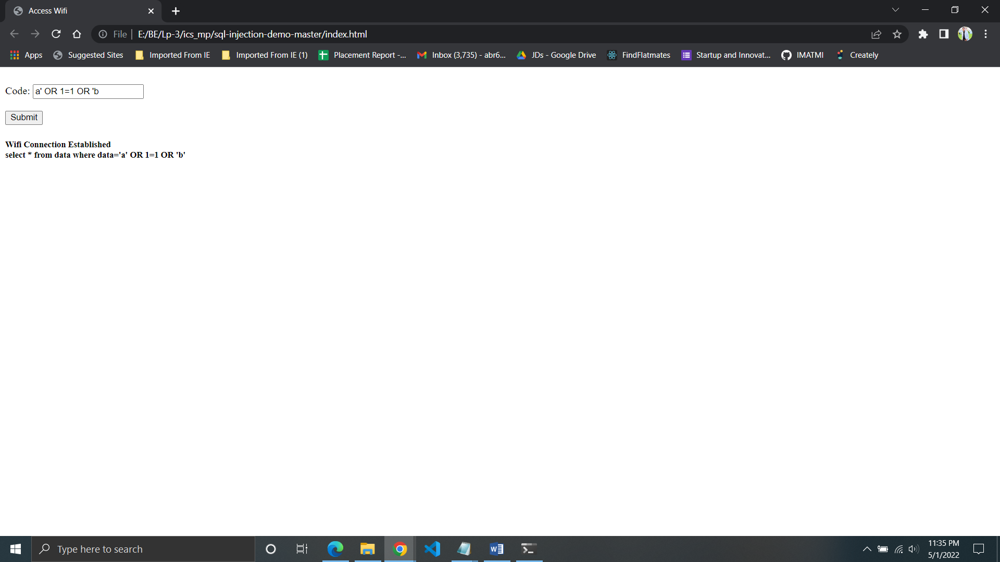 Access Wifi
File
E:/BE/Lp-3/ics_mp/sql-injection-demo-master/index.html
Apps Suggested Sites Imported From IE Imported From IE (1) Placement Report -... Inbox (3,735) - abr6... JDs - Google Drive FindFlatmates Startup and Innovat... IMATMI Creately
Code: a' OR 1=1 OR 'b
Submit
Wifi Connection Established
select * from data where data='a' OR 1=1 OR 'b'
Type here to search
11:35 PM
5/1/2022